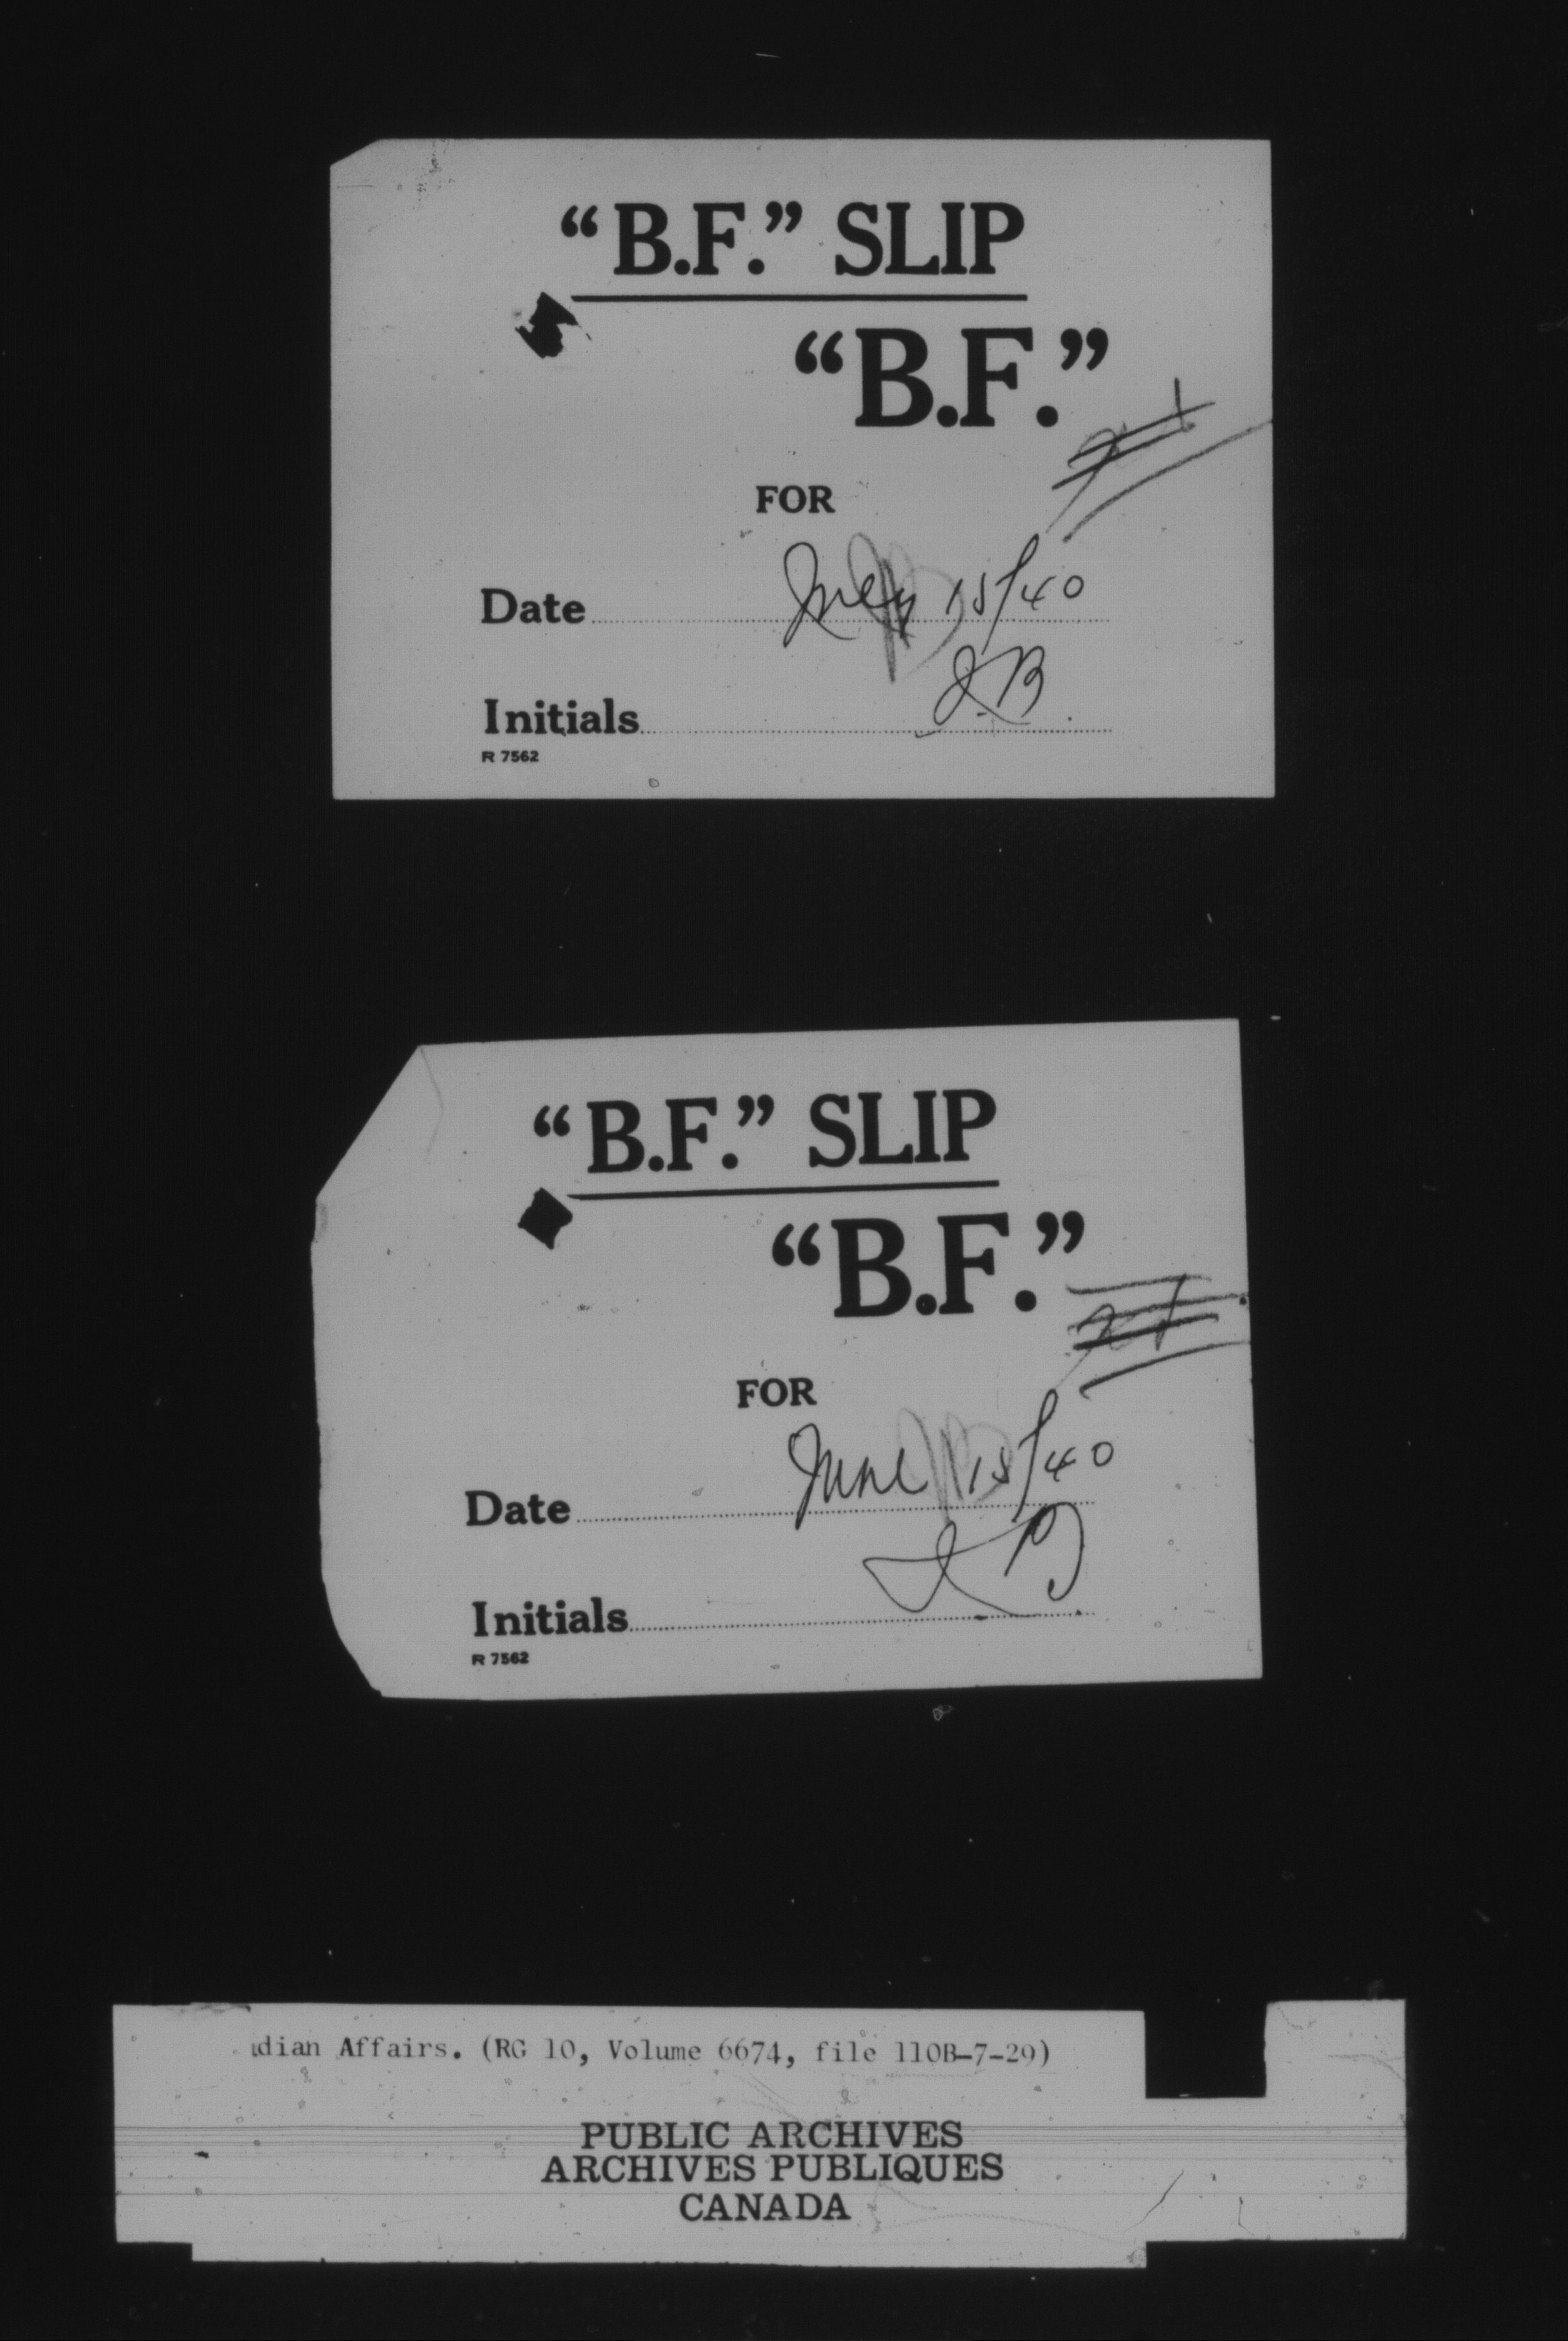 “B.F.” SLIP
“B.F.”
FOR
Date July 15/40
Initials
R 7562
“B.F.” SLIP
“B.F.”
FOR
Date June 15/40
Initials
R 7562
dian Affairs. (RG 10, Volume 6674, file 110B-7-29)
PUBLIC ARCHIVES
ARCHIVES PUBLIQUES
CANADA